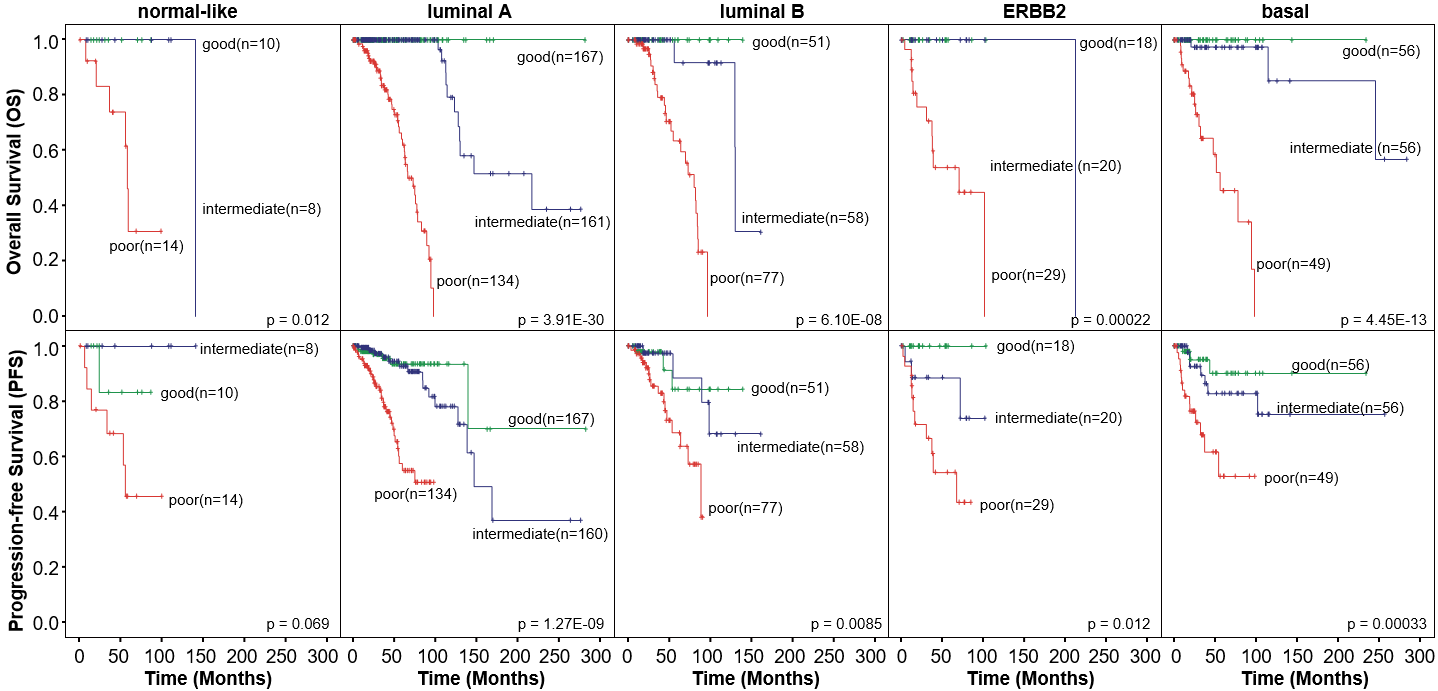 normal-like luminal A luminal B ERBB2 basal
Overall Survival (OS)
1.0
0.8
0.6
0.4
0.2
0.0
good(n=10)
intermediate(n=8)
poor(n=14)
p = 0.012
good(n=167)
intermediate(n=161)
poor(n=134)
p = 3.91E-30
good(n=51)
intermediate(n=58)
poor(n=77)
p = 6.10E-08
good(n=18)
intermediate (n=20)
poor(n=29)
p = 0.00022
good(n=56)
intermediate (n=56)
poor(n=49)
p = 4.45E-13
Progression-free Survival (PFS)
1.0
0.8
0.6
0.4
0.2
0.0
intermediate(n=8)
good(n=10)
poor(n=14)
p = 0.069
good(n=167)
poor(n=134)
intermediate(n=160)
p = 1.27E-09
good(n=51)
intermediate(n=58)
poor(n=77)
p = 0.0085
good(n=18)
intermediate(n=20)
poor(n=29)
p = 0.012
good(n=56)
intermediate(n=56)
poor(n=49)
p = 0.00033
0 50 100 150 200 250 300 0 50 100 150 200 250 300 0 50 100 150 200 250 300 0 50 100 150 200 250 300 0 50 100 150 200 250 300
Time (Months) Time (Months) Time (Months) Time (Months) Time (Months)